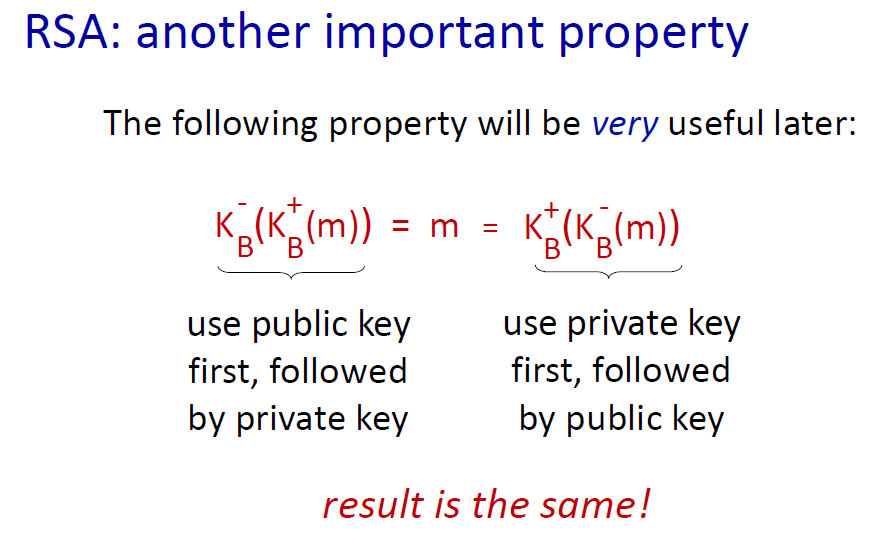 RSA: another important property
The following property will be very useful later:
K_B^-(K_B^+(m)) = m = K_B^+(K_B^-(m))
use public key
first, followed
by private key
use private key
first, followed
by public key
result is the same!